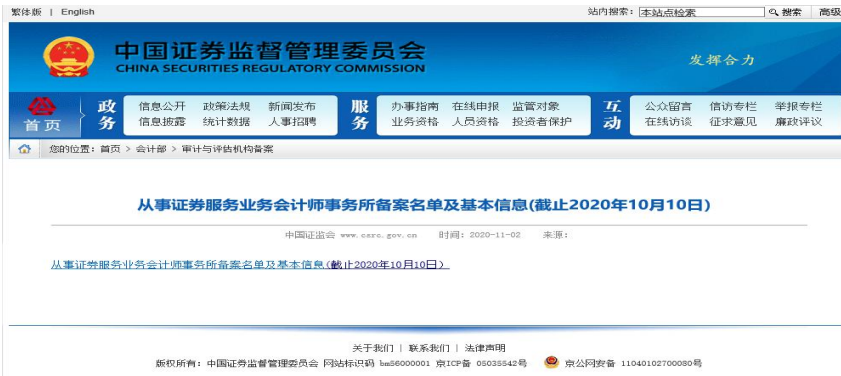 繁体版 | English 站内搜索：本站点检索 搜索 高级
中国证券监督管理委员会
CHINA SECURITIES REGULATORY COMMISSION
发挥合力
首页 政务 信息公开 政策法规 新闻发布 服务 办事指南 在线申报 监管对象 互动 公众留言 信访专栏 举报专栏
信息披露 统计数据 人事招聘 业务资格 人员资格 投资者保护 在线访谈 征求意见 廉政评议
您的位置：首页 > 会计部 > 审计与评估机构备案
从事证券服务业务会计师事务所备案名单及基本信息(截止2020年10月10日)
中国证监会 www.csrc.gov.cn 时间：2020-11-02 来源：
从事证券服务业务会计师事务所备案名单及基本信息(截止2020年10月10日)
关于我们 | 联系我们 | 法律声明
版权所有：中国证券监督管理委员会 网站标识码 bm56000001 京ICP备 05035542号 京公网安备 11040102700080号